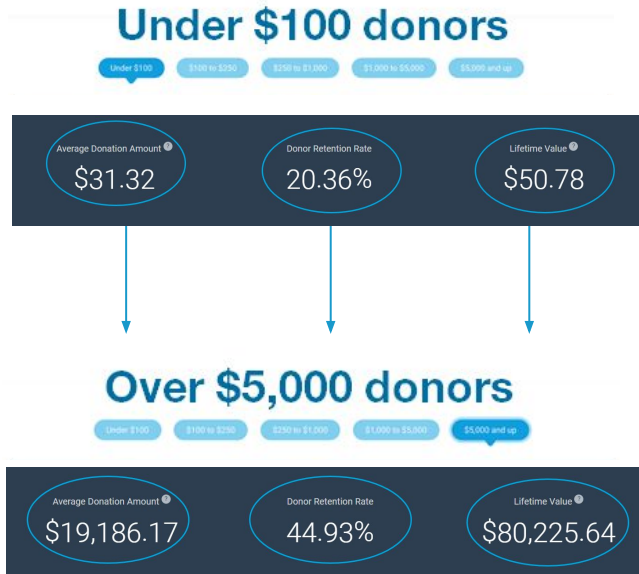 Under $100 donors
Under $100 $100 to $250 $250 to $1,000 $1,000 to $5,000 $5,000 and up
Average Donation Amount ? Donor Retention Rate Lifetime Value ?
$31.32 20.36% $50.78
Over $5,000 donors
Under $100 $100 to $250 $250 to $1,000 $1,000 to $5,000 $5,000 and up
Average Donation Amount ? Donor Retention Rate Lifetime Value ?
$19,186.17 44.93% $80,225.64